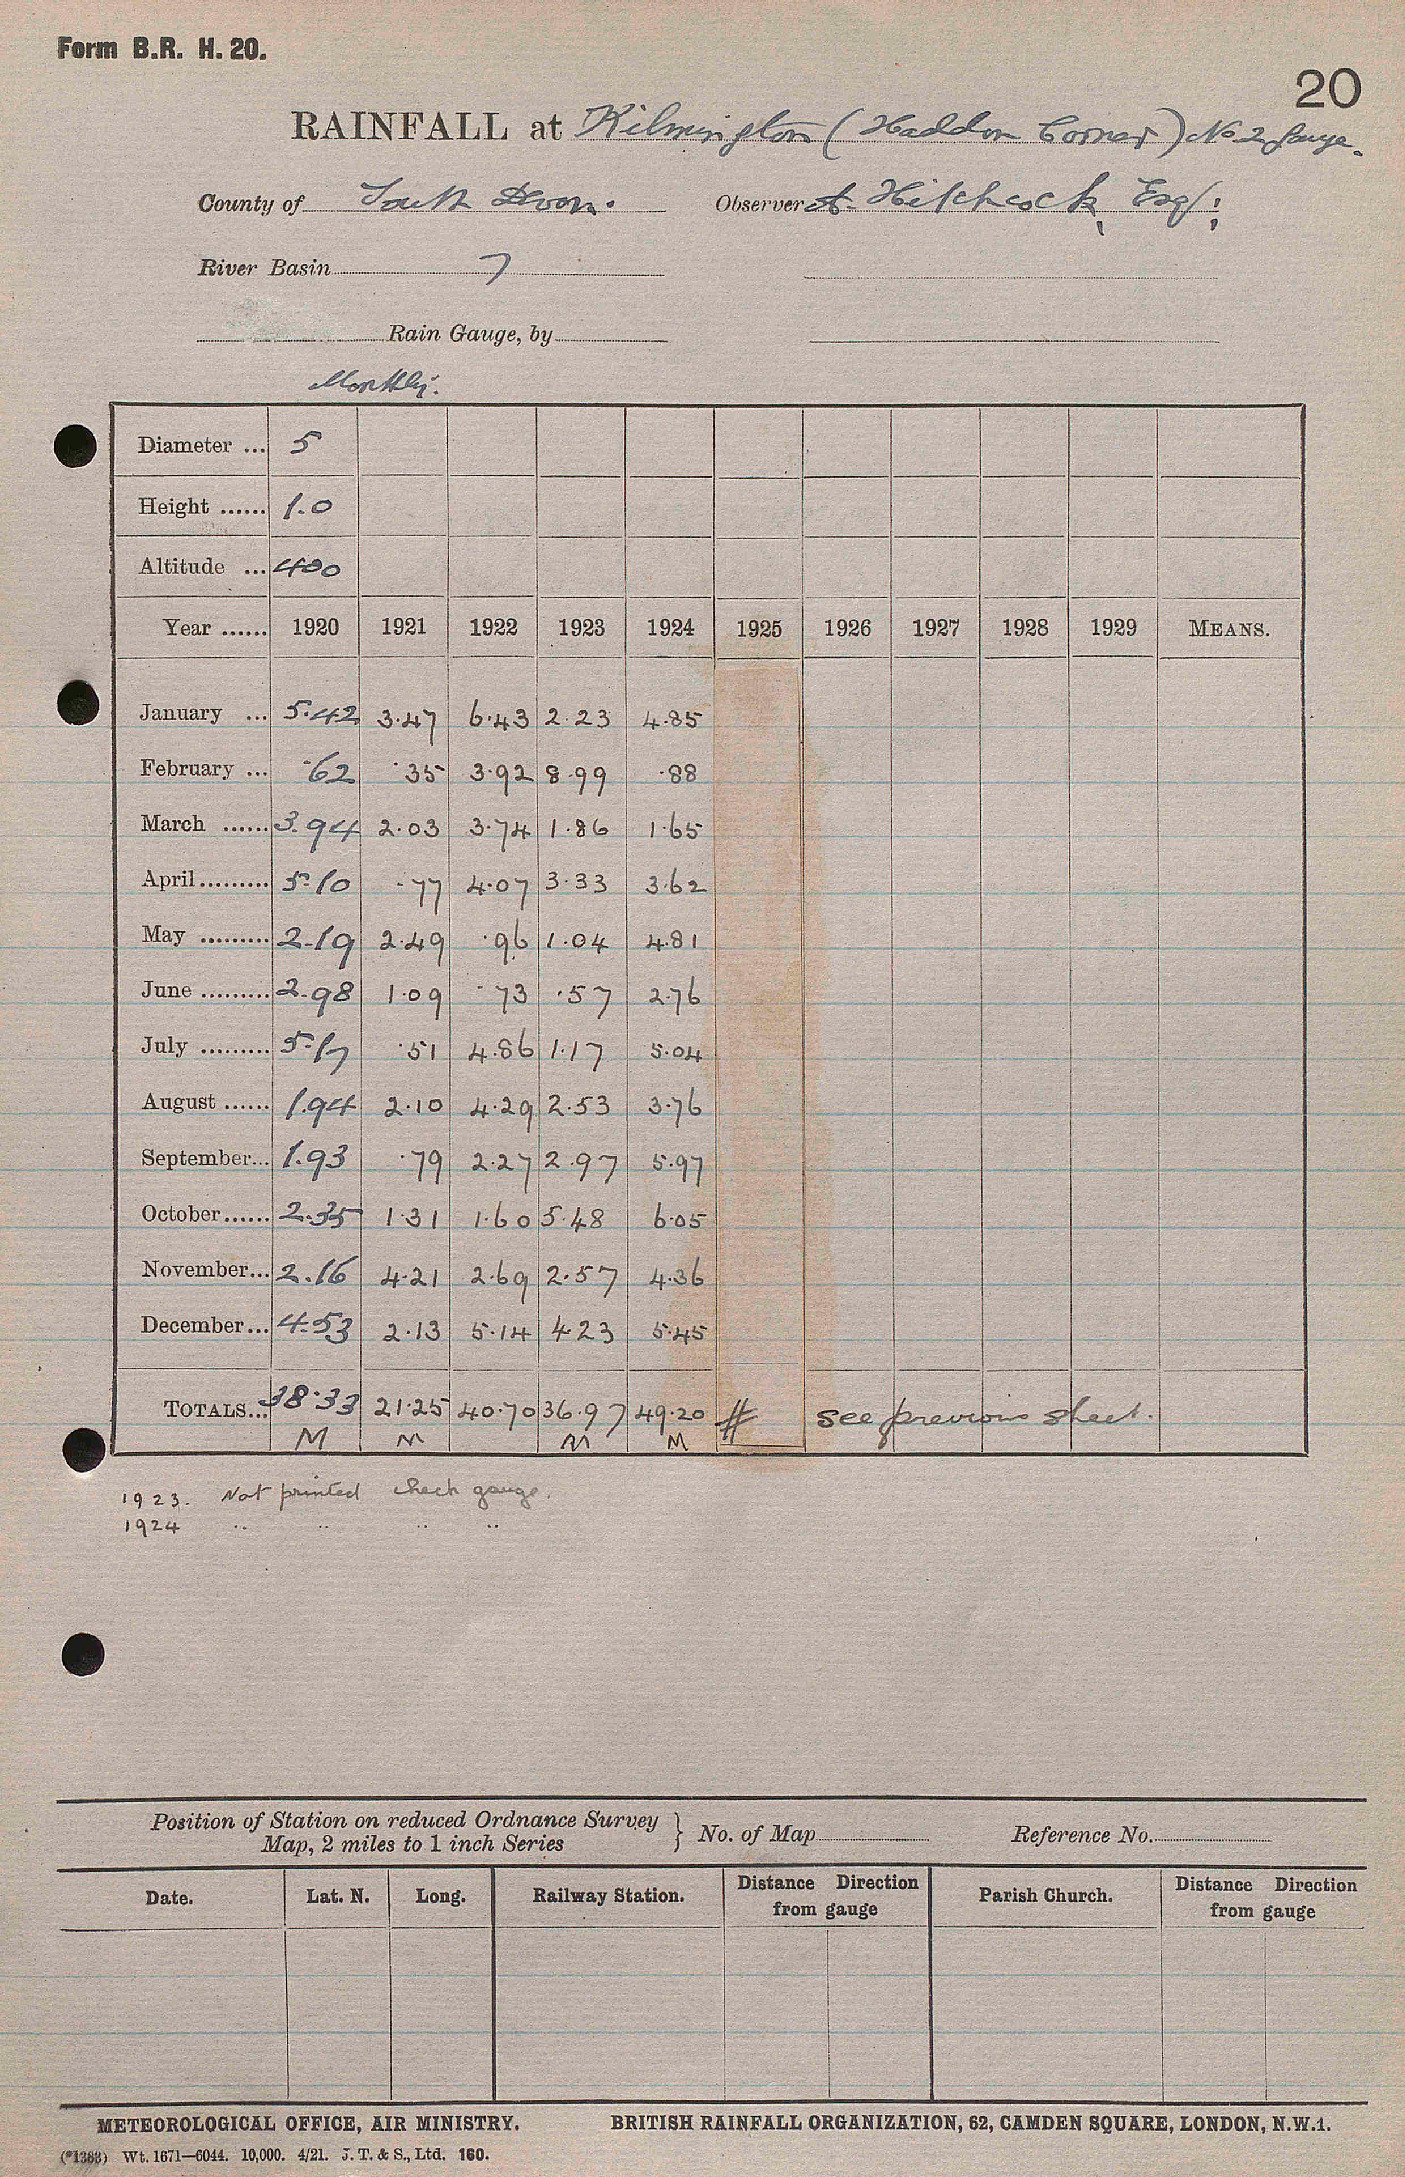 Form B.R. H. 20.
20
RAINFALL at Kilmington (Haddon Corner) No 2 Gauge.
County of South Devon. Observer A. Hitchcock, Esq;
River Basin 7
Rain Gauge, by
Monthly.
Diameter ... 5
Height ...... 1.0
Altitude ... 400
Year ...... 1920 1921 1922 1923 1924 1925 1926 1927 1928 1929 MEANS.
January ... 5.42 3.47 6.43 2.23 4.85
February ... .62 .35 3.92 8.99 .88
March ...... 3.94 2.03 3.74 1.86 1.65
April ......... 5.10 .77 4.07 3.33 3.62
May ......... 2.19 2.49 .96 1.04 4.81
June ......... 2.98 1.09 .73 .57 2.76
July ......... 5.17 .51 4.86 1.17 5.04
August ...... 1.94 2.10 4.29 2.53 3.76
September... 1.93 .79 2.27 2.97 5.97
October...... 2.35 1.31 1.60 5.48 6.05
November... 2.16 4.21 2.69 2.57 4.36
December... 4.53 2.13 5.14 4.23 5.45
TOTALS... 38.33 21.25 40.70 36.97 49.20 # see previous sheet.
M M M M
1923. Not printed check gauge.
1924 .. .. .. ..
Position of Station on reduced Ordnance Survey
Map, 2 miles to 1 inch Series } No. of Map Reference No.
Date. Lat. N. Long. Railway Station. Distance Direction from gauge Parish Church. Distance Direction from gauge
METEOROLOGICAL OFFICE, AIR MINISTRY. BRITISH RAINFALL ORGANIZATION, 62, CAMDEN SQUARE, LONDON, N.W.1.
(*1383) Wt. 1671—6044. 10,000. 4/21. J. T. & S., Ltd. 160.